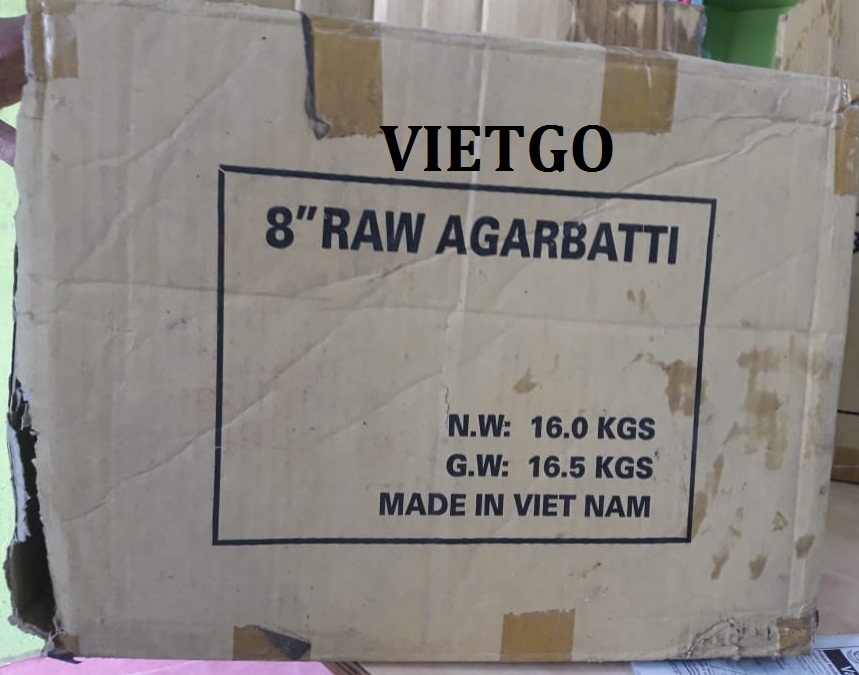 VIETGO
8" RAW AGARBATTI
N.W: 16.0 KGS
G.W: 16.5 KGS
MADE IN VIET NAM